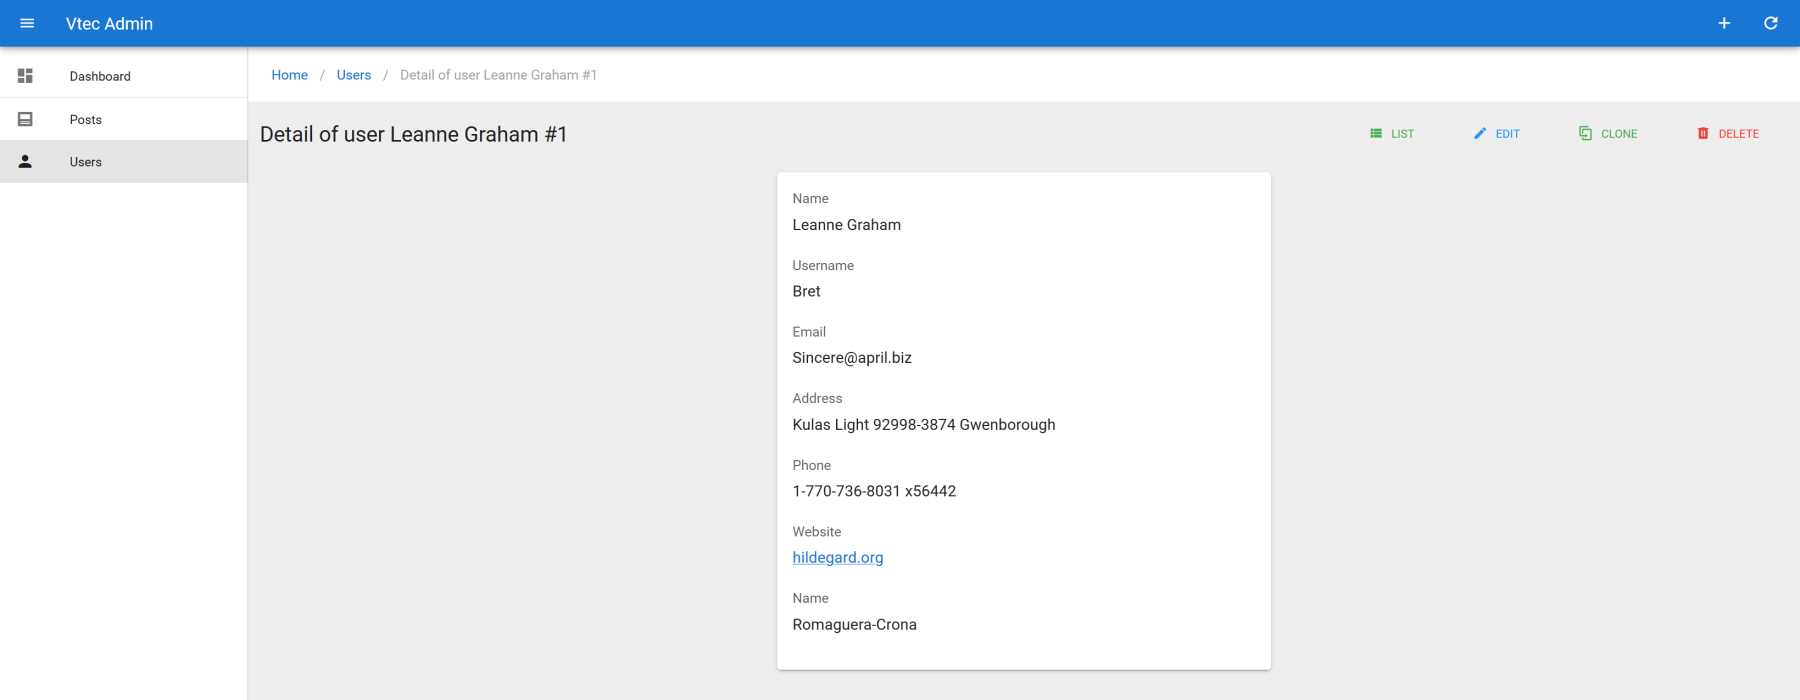 Vtec Admin
Dashboard
Posts
Users
Home / Users / Detail of user Leanne Graham #1
Detail of user Leanne Graham #1
LIST EDIT CLONE DELETE
Name
Leanne Graham
Username
Bret
Email
Sincere@april.biz
Address
Kulas Light 92998-3874 Gwenborough
Phone
1-770-736-8031 x56442
Website
hildegard.org
Name
Romaguera-Crona